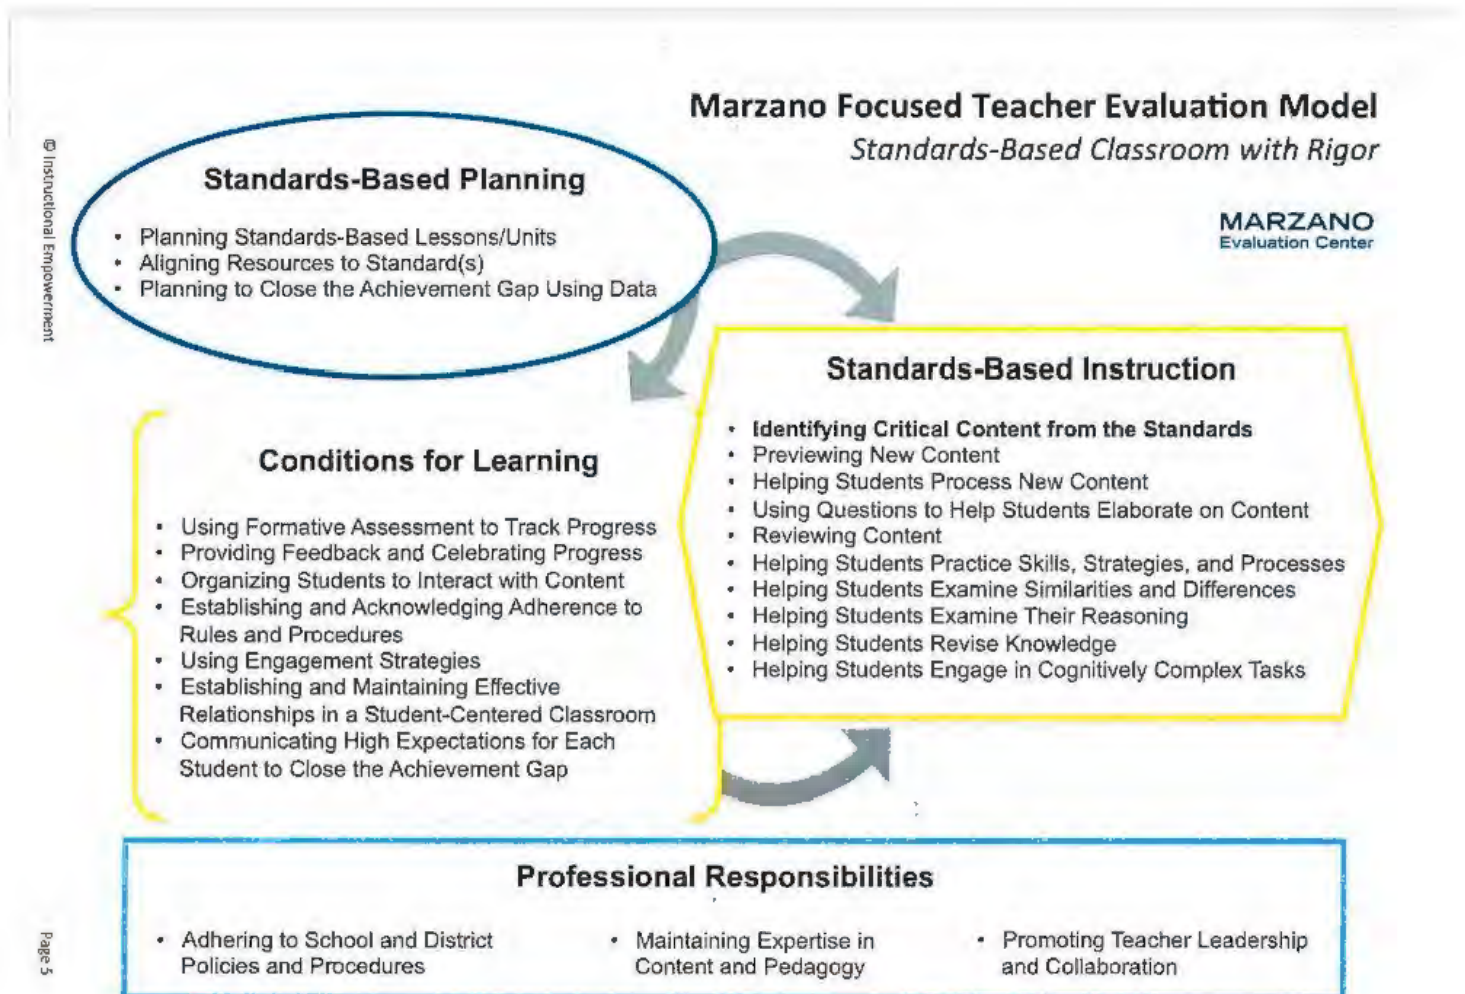 Marzano Focused Teacher Evaluation Model
Standards-Based Classroom with Rigor
MARZANO
Evaluation Center
© Instructional Empowerment
Standards-Based Planning
• Planning Standards-Based Lessons/Units
• Aligning Resources to Standard(s)
• Planning to Close the Achievement Gap Using Data
Standards-Based Instruction
• Identifying Critical Content from the Standards
• Previewing New Content
• Helping Students Process New Content
• Using Questions to Help Students Elaborate on Content
• Reviewing Content
• Helping Students Practice Skills, Strategies, and Processes
• Helping Students Examine Similarities and Differences
• Helping Students Examine Their Reasoning
• Helping Students Revise Knowledge
• Helping Students Engage in Cognitively Complex Tasks
Conditions for Learning
• Using Formative Assessment to Track Progress
• Providing Feedback and Celebrating Progress
• Organizing Students to Interact with Content
• Establishing and Acknowledging Adherence to
Rules and Procedures
• Using Engagement Strategies
• Establishing and Maintaining Effective
Relationships in a Student-Centered Classroom
• Communicating High Expectations for Each
Student to Close the Achievement Gap
Professional Responsibilities
• Adhering to School and District
Policies and Procedures
• Maintaining Expertise in
Content and Pedagogy
• Promoting Teacher Leadership
and Collaboration
Page 5